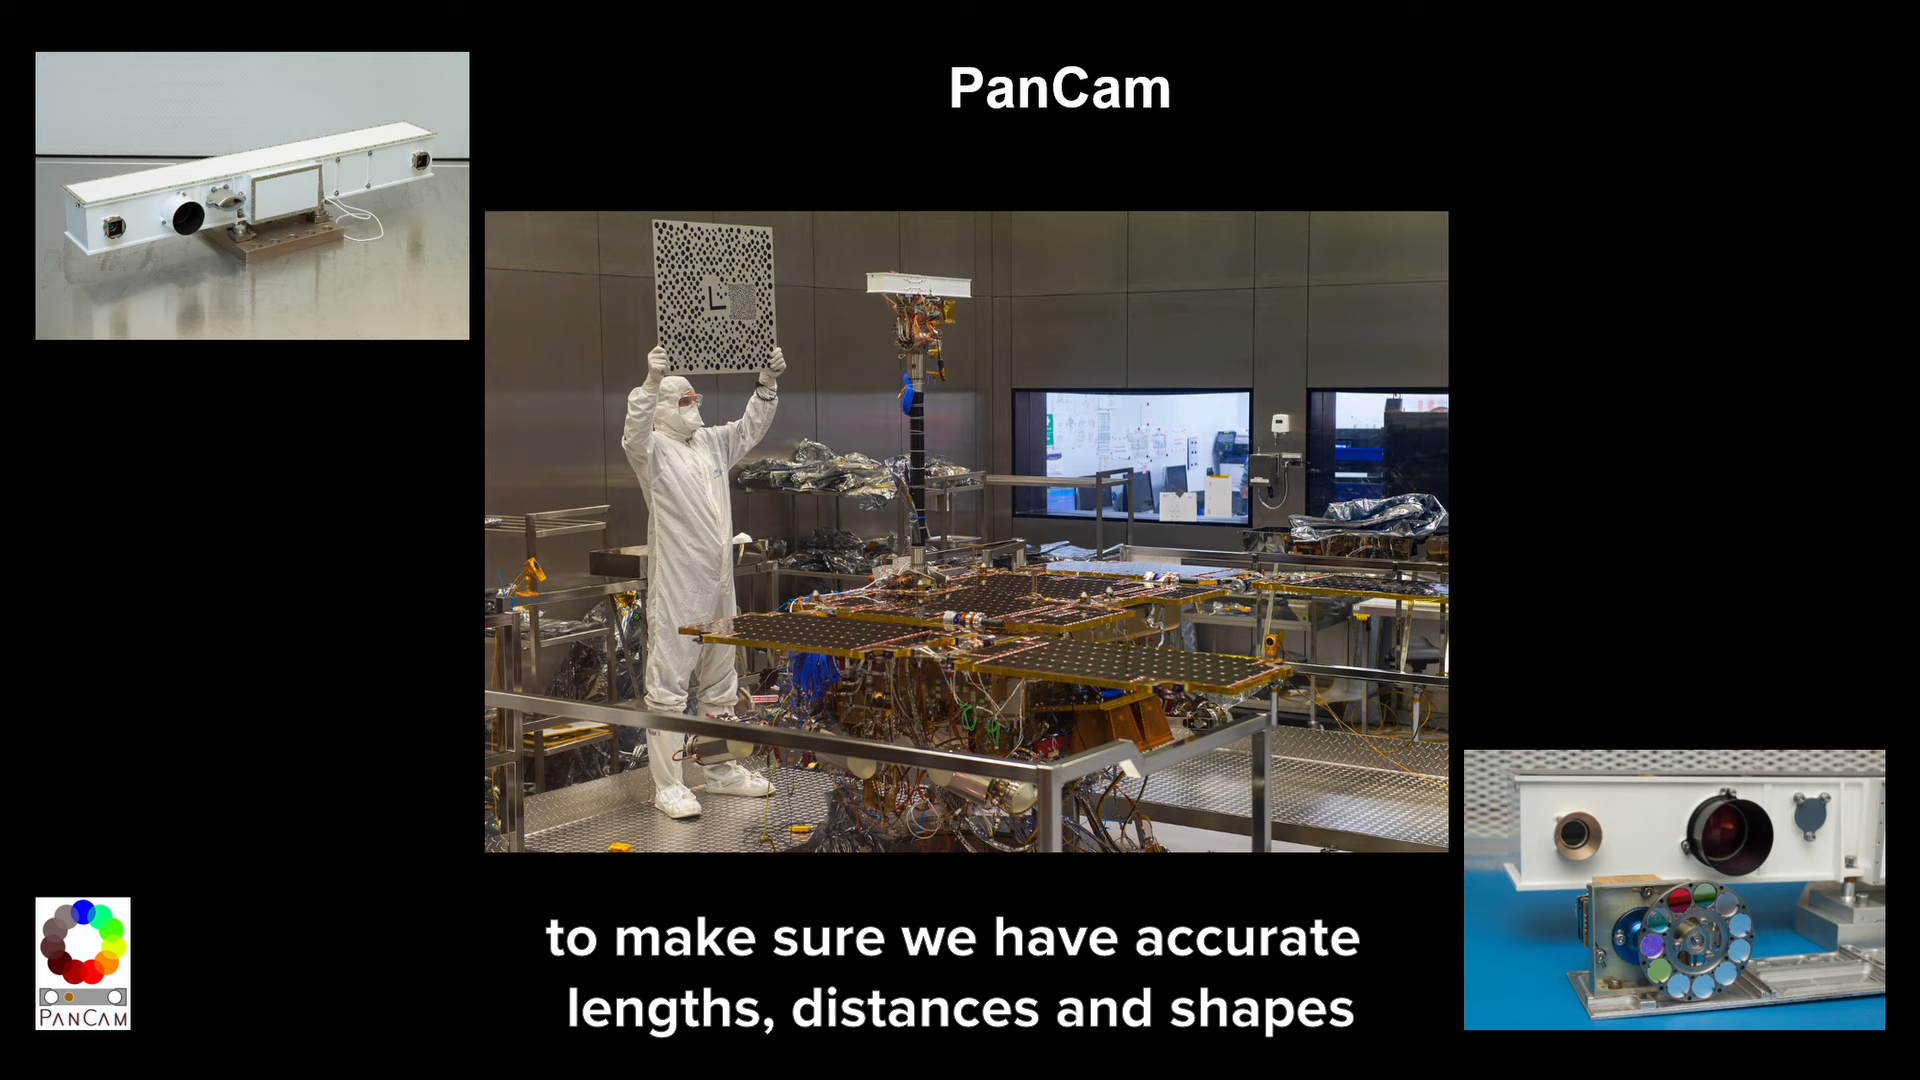 PanCam
PANCAM
to make sure we have accurate
lengths, distances and shapes